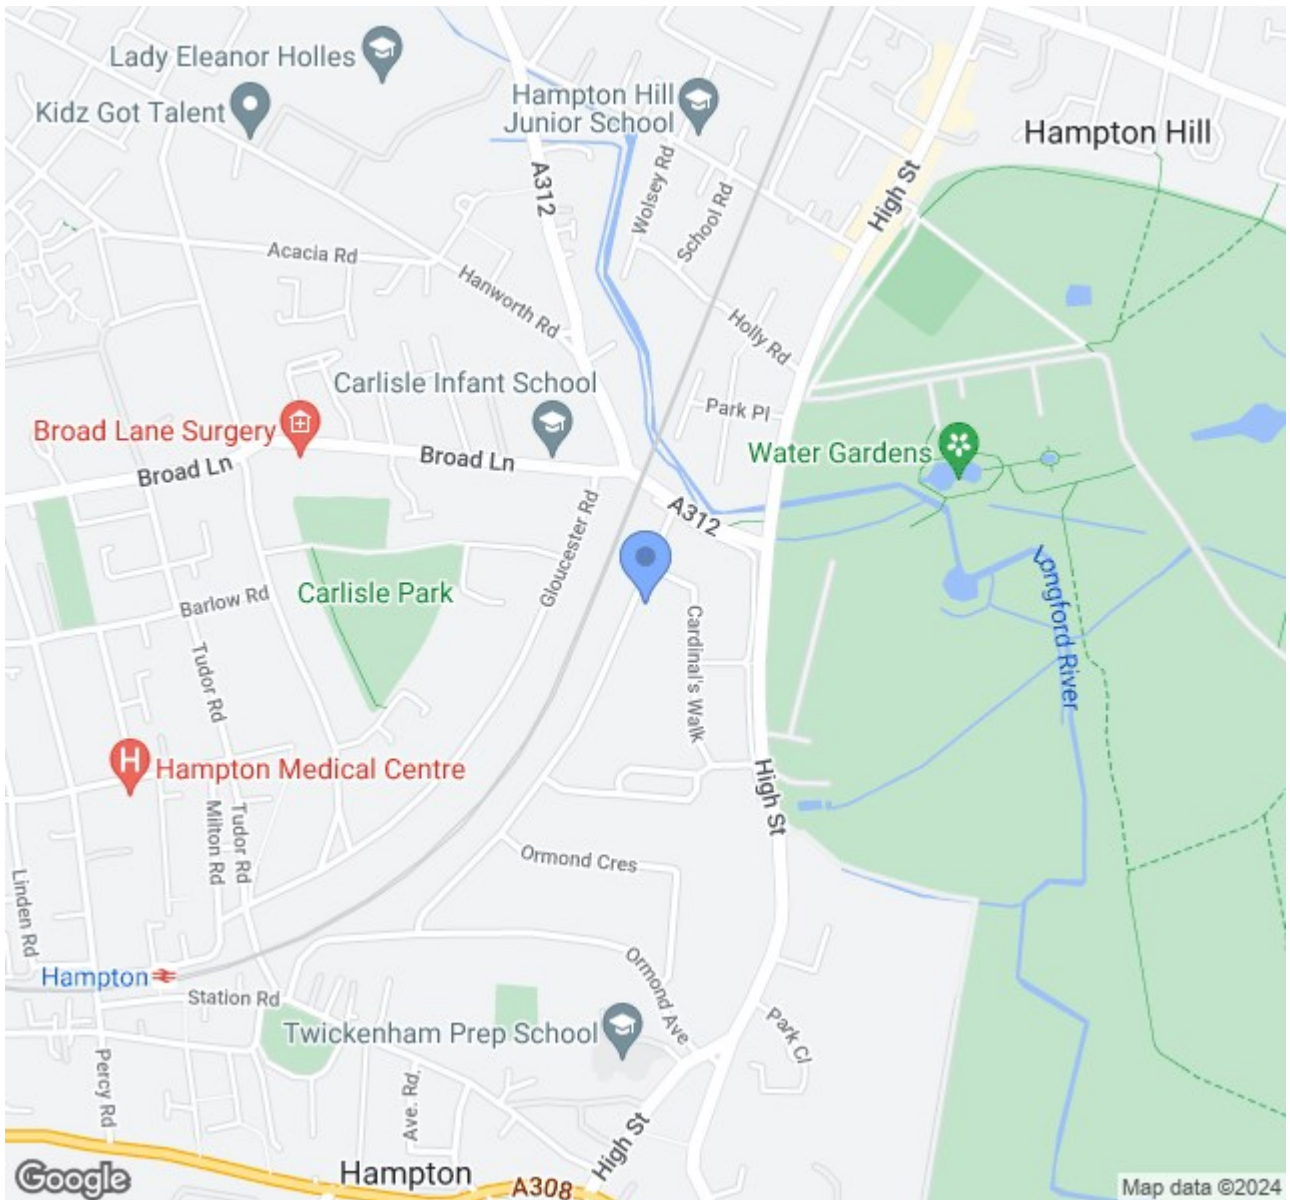 Lady Eleanor Holles
Kidz Got Talent
Hampton Hill
Junior School
Hampton Hill
A312
Wolsey Rd
School Rd
High St
Acacia Rd
Hanworth Rd
Holly Rd
Carlisle Infant School
Park Pl
Broad Lane Surgery
Broad Ln
Broad Ln
Water Gardens
A312
Gloucester Rd
Carlisle Park
Barlow Rd
Longford River
Cardinal's Walk
Tudor Rd
Hampton Medical Centre
High St
Tudor Rd
Milton Rd
Ormond Cres
Linden Rd
Hampton
Station Rd
Ormond Ave
Twickenham Prep School
Park Cl
Percy Rd
Ave. Rd.
High St
Hampton
A308
Google
Map data ©2024